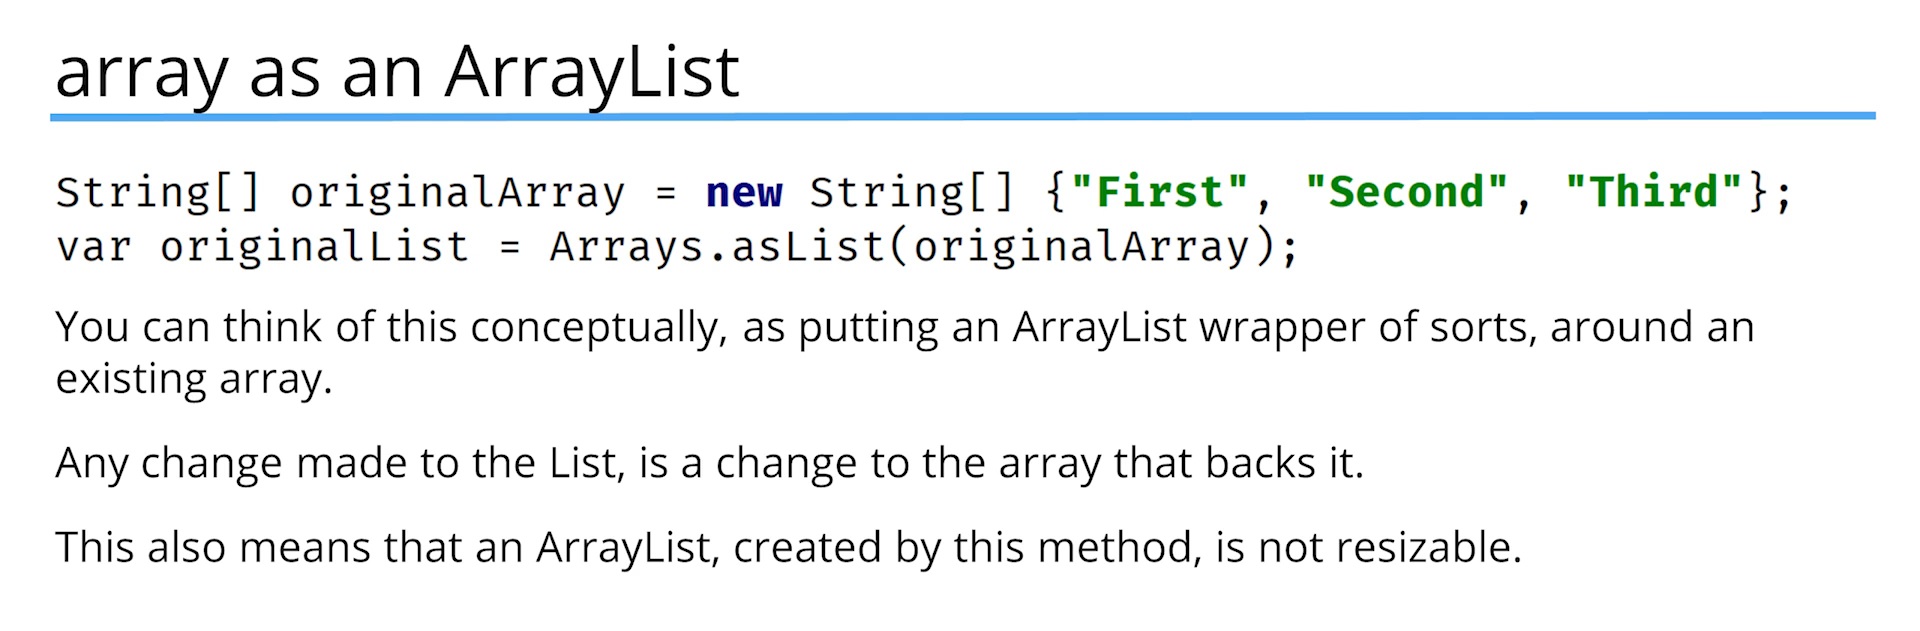 array as an ArrayList
String[] originalArray = new String[] {"First", "Second", "Third"};
var originalList = Arrays.asList(originalArray);
You can think of this conceptually, as putting an ArrayList wrapper of sorts, around an
existing array.
Any change made to the List, is a change to the array that backs it.
This also means that an ArrayList, created by this method, is not resizable.